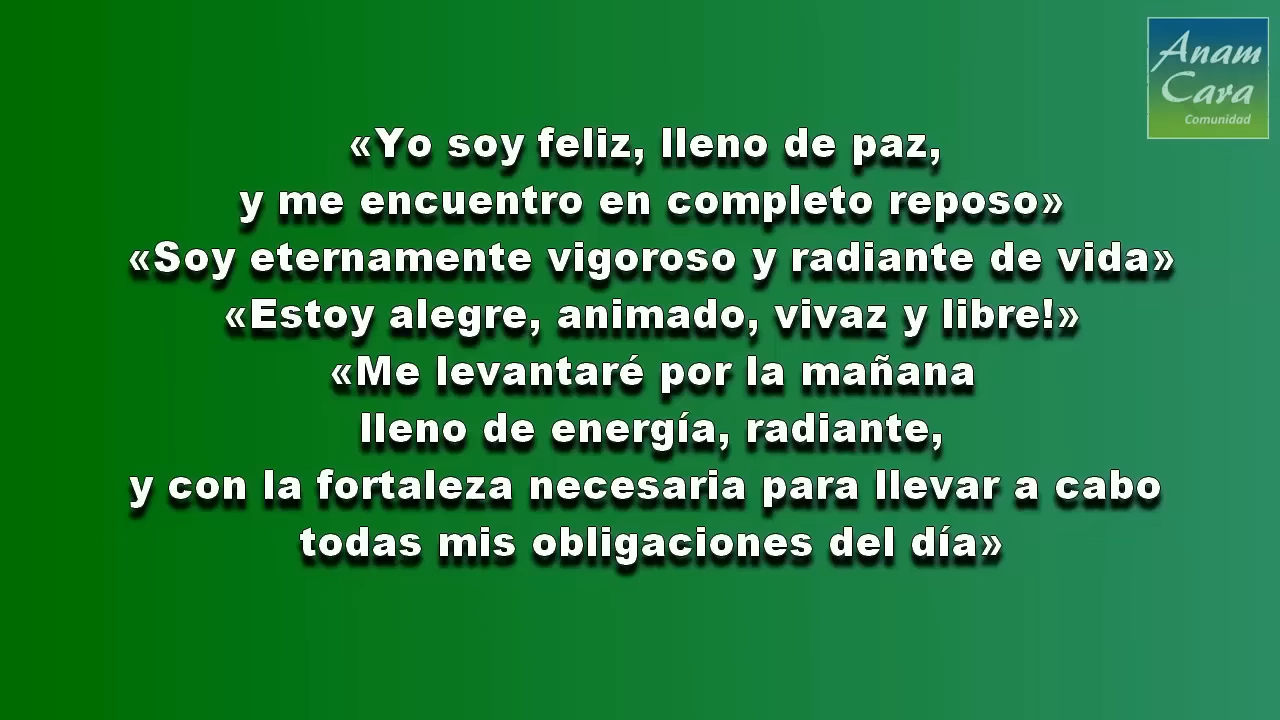 Anam
Cara
Comunidad
«Yo soy feliz, lleno de paz,
y me encuentro en completo reposo»
«Soy eternamente vigoroso y radiante de vida»
«Estoy alegre, animado, vivaz y libre!»
«Me levantaré por la mañana
lleno de energía, radiante,
y con la fortaleza necesaria para llevar a cabo
todas mis obligaciones del día»